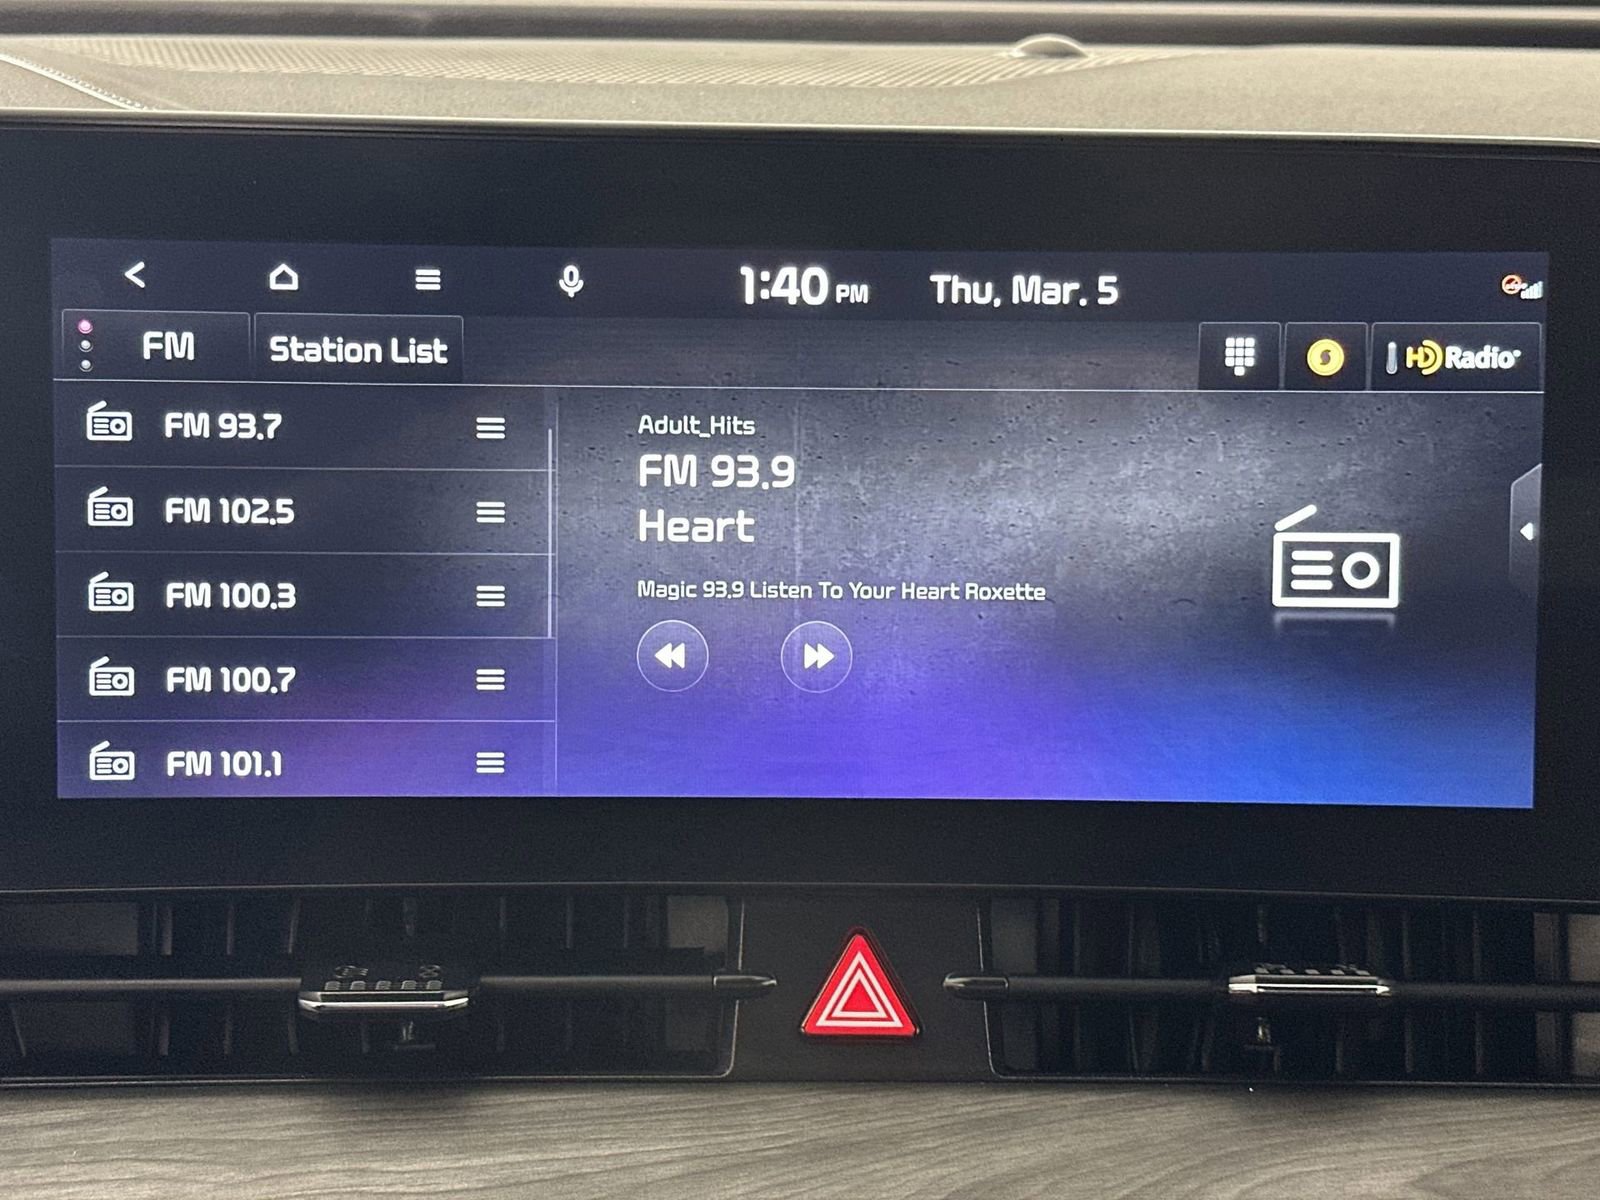 1:40 PM Thu, Mar. 5
FM Station List HD Radio
FM 93.7
FM 102.5
FM 100.3
FM 100.7
FM 101.1
Adult_Hits
FM 93.9
Heart
Magic 93.9 Listen To Your Heart Roxette